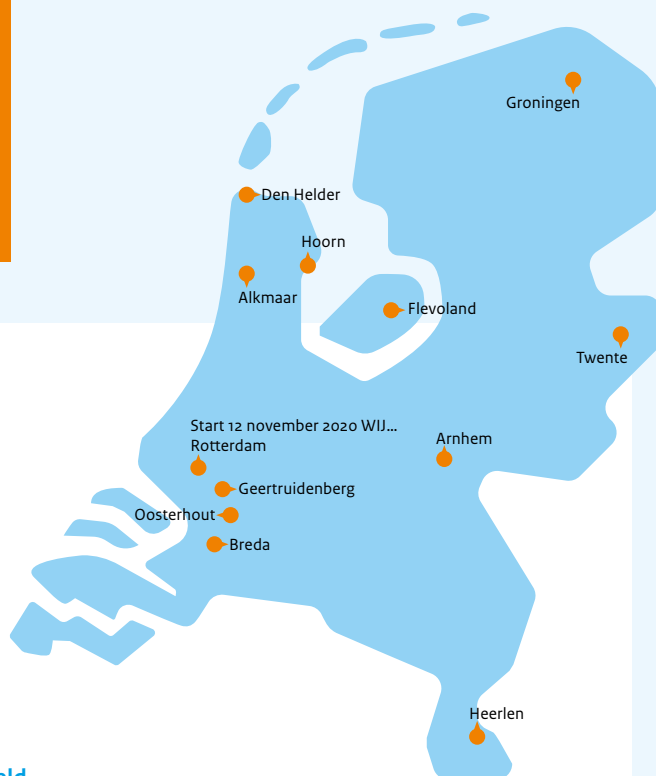 Groningen
Den Helder
Hoorn
Alkmaar
Flevoland
Twente
Start 12 november 2020 WIJ...
Rotterdam
Arnhem
Geertruidenberg
Oosterhout
Breda
Heerlen